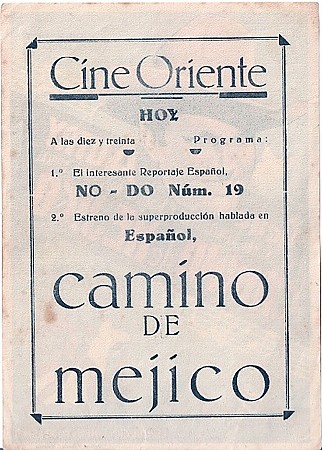 Cine Oriente
HOY
A las diez y treinta Programa:
1.º El interesante Reportaje Español,
NO - DO Núm. 19
2.º Estreno de la superproducción hablada en
Español,
camino
DE
mejico